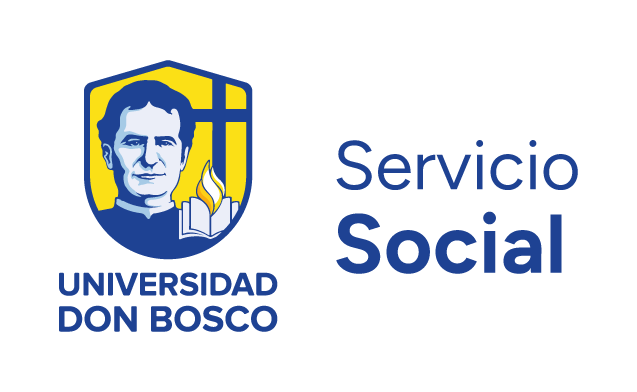 UNIVERSIDAD
DON BOSCO
Servicio
Social